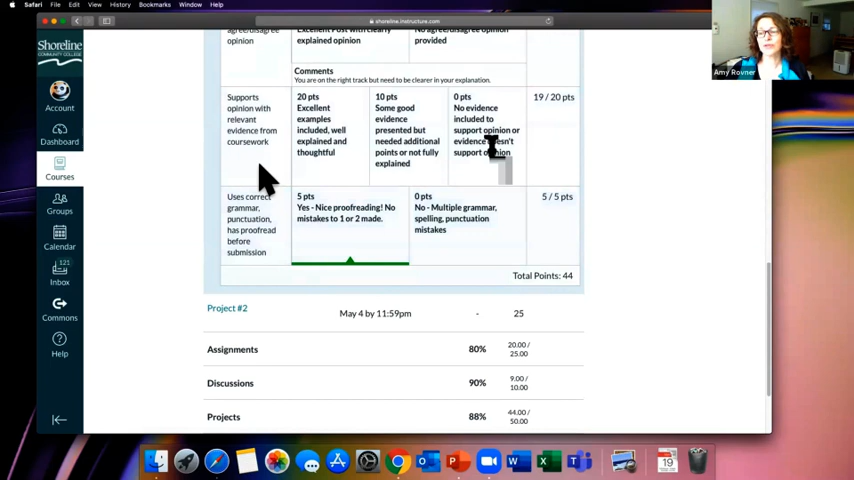 Safari File Edit View History Bookmarks Window Help
shoreline.instructure.com
Shoreline
COMMUNITY COLLEGE
Account
Dashboard
Courses
Groups
Calendar
121
Inbox
Commons
Help
agree/disagree
opinion
Excellent Post with clearly
explained opinion
No agree/disagree opinion
provided
Comments
You are on the right track but need to be clearer in your explanation.
Supports
opinion with
relevant
evidence from
coursework
20 pts
Excellent
examples
included, well
explained and
thoughtful
10 pts
Some good
evidence
presented but
needed additional
points or not fully
explained
0 pts
No evidence
included to
support opinion or
evidence doesn't
support opinion
19 / 20 pts
Uses correct
grammar,
punctuation,
has proofread
before
submission
5 pts
Yes - Nice proofreading! No
mistakes to 1 or 2 made.
0 pts
No - Multiple grammar,
spelling, punctuation
mistakes
5 / 5 pts
Total Points: 44
Project #2
May 4 by 11:59pm
-
25
Assignments
80%
20.00 /
25.00
Discussions
90%
9.00 /
10.00
Projects
88%
44.00 /
50.00
Amy Rovner
19